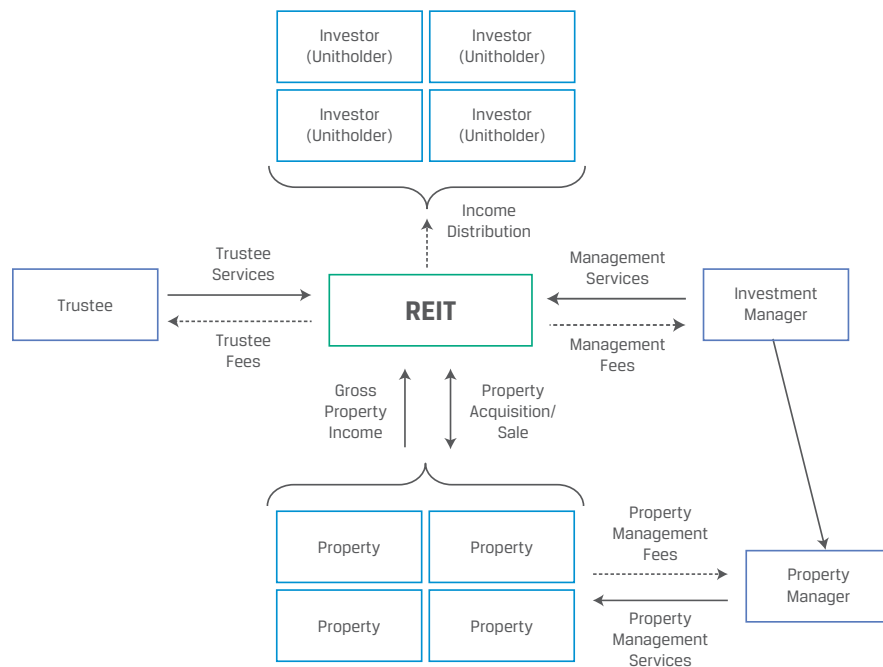 Investor
(Unitholder)
Investor
(Unitholder)
Investor
(Unitholder)
Investor
(Unitholder)
Income
Distribution
Trustee
Services
Management
Services
Trustee
REIT
Investment
Manager
Trustee
Fees
Management
Fees
Gross
Property
Income
Property
Acquisition/
Sale
Property
Property
Property
Management
Fees
Property
Manager
Property
Property
Property
Management
Services